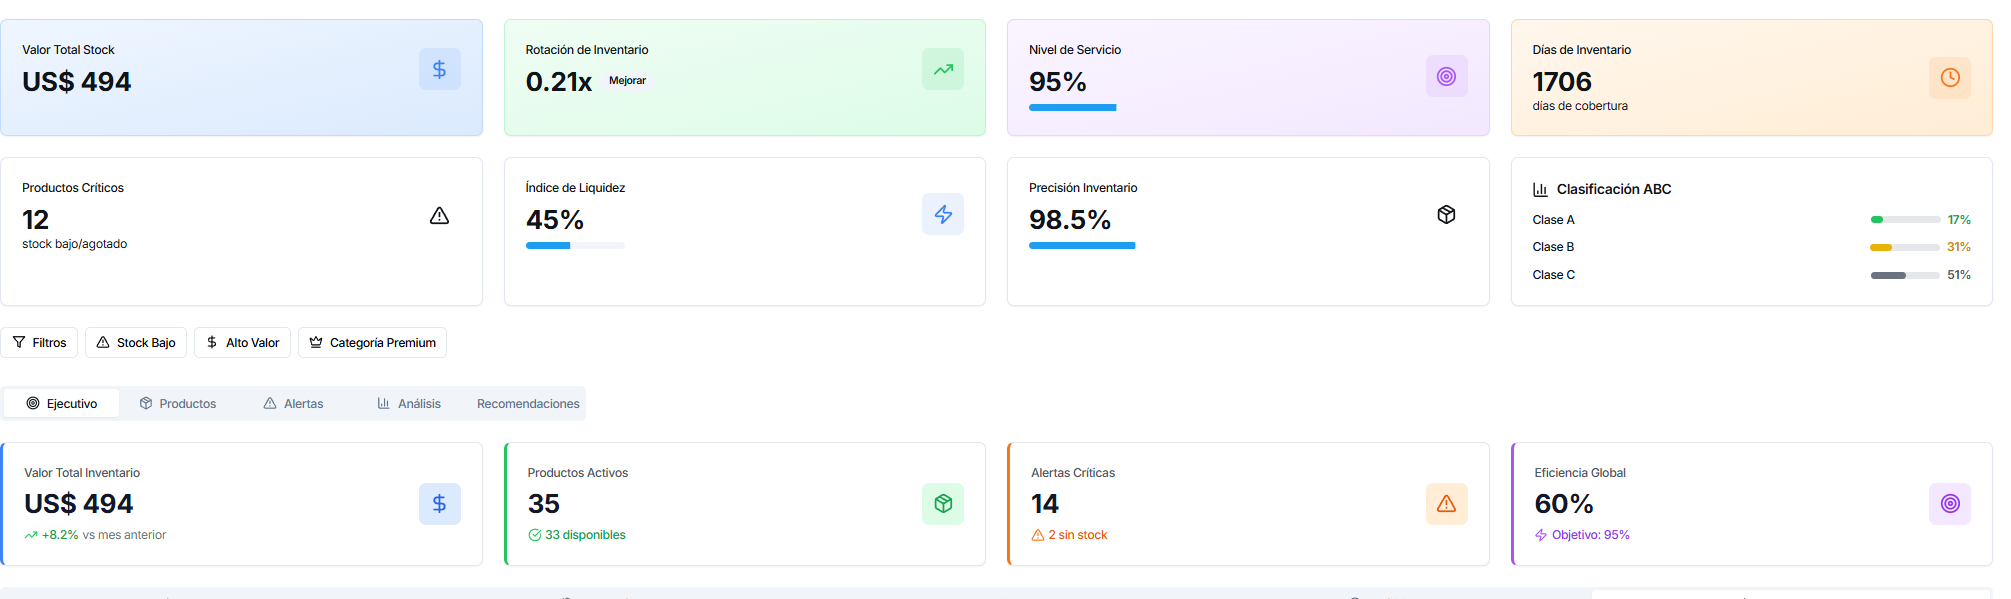 Valor Total Stock
US$ 494
Rotación de Inventario
0.21x Mejorar
Nivel de Servicio
95%
Días de Inventario
1706
días de cobertura
Productos Críticos
12
stock bajo/agotado
Índice de Liquidez
45%
Precisión Inventario
98.5%
Clasificación ABC
Clase A 17%
Clase B 31%
Clase C 51%
Filtros Stock Bajo Alto Valor Categoría Premium
Ejecutivo Productos Alertas Análisis Recomendaciones
Valor Total Inventario
US$ 494
+8.2% vs mes anterior
Productos Activos
35
33 disponibles
Alertas Críticas
14
2 sin stock
Eficiencia Global
60%
Objetivo: 95%